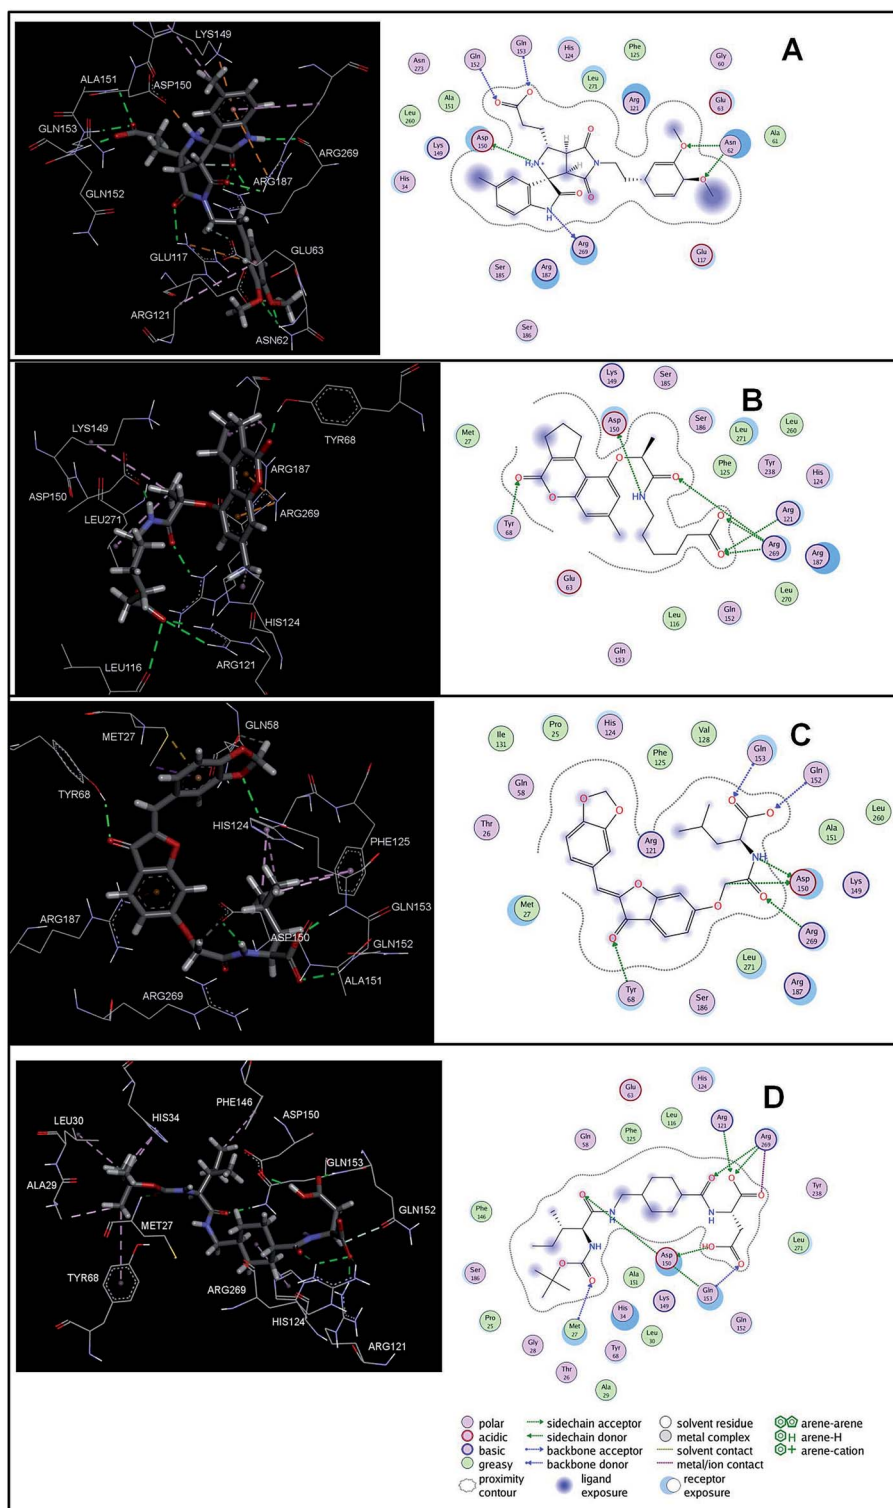 LYS149
ALA151
ASP150
GLN153
ARG269
ARG187
GLN152
GLU117
GLU63
ARG121
ASN62
A
Asn 273
Gln 152
Gln 153
His 124
Phe 125
Gly 60
Leu 271
Arg 121
Glu 63
Ala 151
Leu 260
Ala 61
Lys 149
Asp 150
Asn 62
His 34
H
H₂N+
N
O
NH
Arg 269
Glu 117
Ser 185
Arg 187
Ser 186
TYR68
LYS149
ARG187
ASP150
LEU271
ARG269
HIS124
LEU116
ARG121
B
Lys 149
Ser 185
Asp 150
Ser 186
Leu 271
Leu 260
Met 27
Phe 125
Tyr 238
His 124
Tyr 68
Arg 121
Arg 269
Arg 187
Glu 63
Leu 270
Leu 116
Gln 152
Gln 153
GLN58
MET27
TYR68
HIS124
PHE125
GLN153
ARG187
ASP150
GLN152
ALA151
ARG269
C
Ile 131
Pro 25
His 124
Val 128
Phe 125
Gln 153
Gln 152
Gln 58
Thr 26
Arg 121
Leu 260
Ala 151
Asp 150
Lys 149
Met 27
Arg 269
Leu 271
Arg 187
Tyr 68
Ser 186
PHE146
LEU30
HIS34
ASP150
GLN153
ALA29
GLN152
MET27
TYR68
ARG269
HIS124
ARG121
D
Glu 63
His 124
Leu 116
Arg 121
Arg 269
Gln 58
Phe 125
Tyr 238
Phe 146
HO
Leu 271
Asp 150
Ser 186
Ala 151
Gln 153
Lys 149
His 34
Pro 25
Met 27
Gln 152
Leu 30
Gly 28
Tyr 68
Thr 26
Ala 29
polar sidechain acceptor solvent residue arene-arene
acidic sidechain donor metal complex H arene-H
basic backbone acceptor solvent contact + arene-cation
greasy backbone donor metal/ion contact
proximity contour ligand exposure receptor exposure